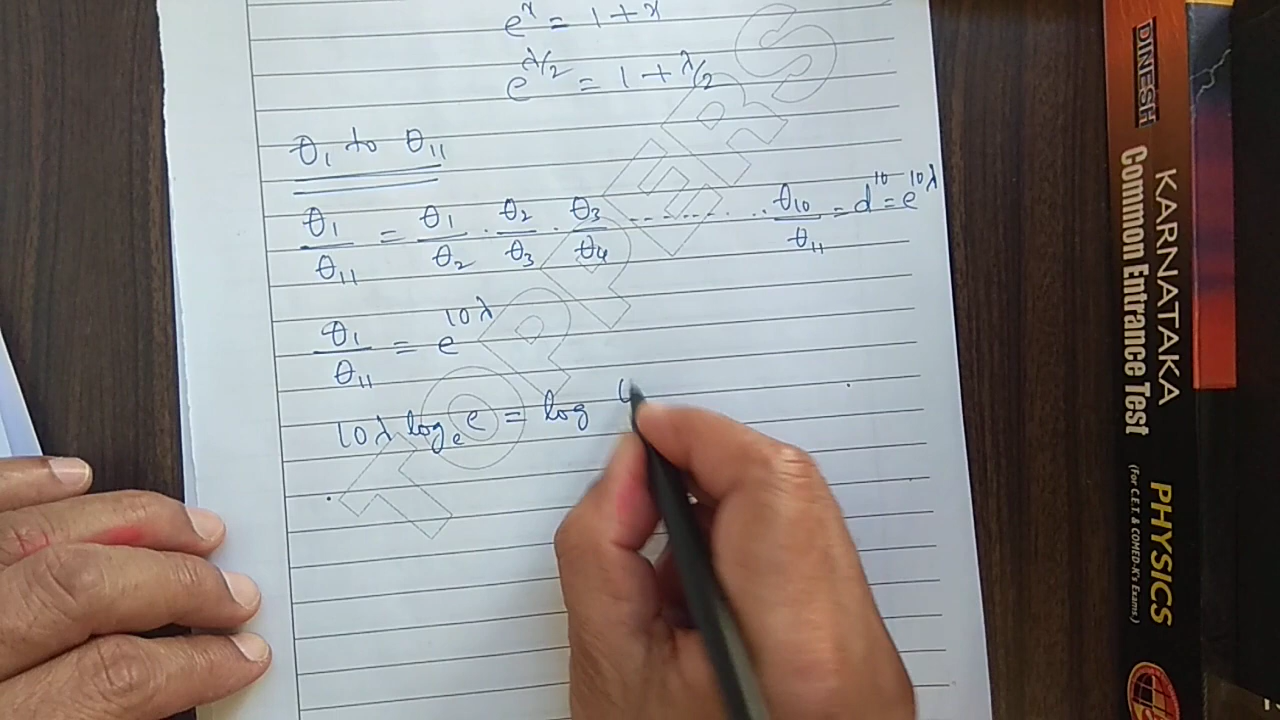 e^x = 1 + x
e^λ/2 = 1 + λ/2
θ₁ to θ₁₁
θ₁/θ₁₁ = θ₁/θ₂ · θ₂/θ₃ · θ₃/θ₄ ---------- θ₁₀/θ₁₁ = d^10 = e^10λ
θ₁/θ₁₁ = e^10λ
10λ logₑ e = log (
DINESH
KARNATAKA
Common Entrance Test
PHYSICS
(For C.E.T. & COMED-K's Exams)